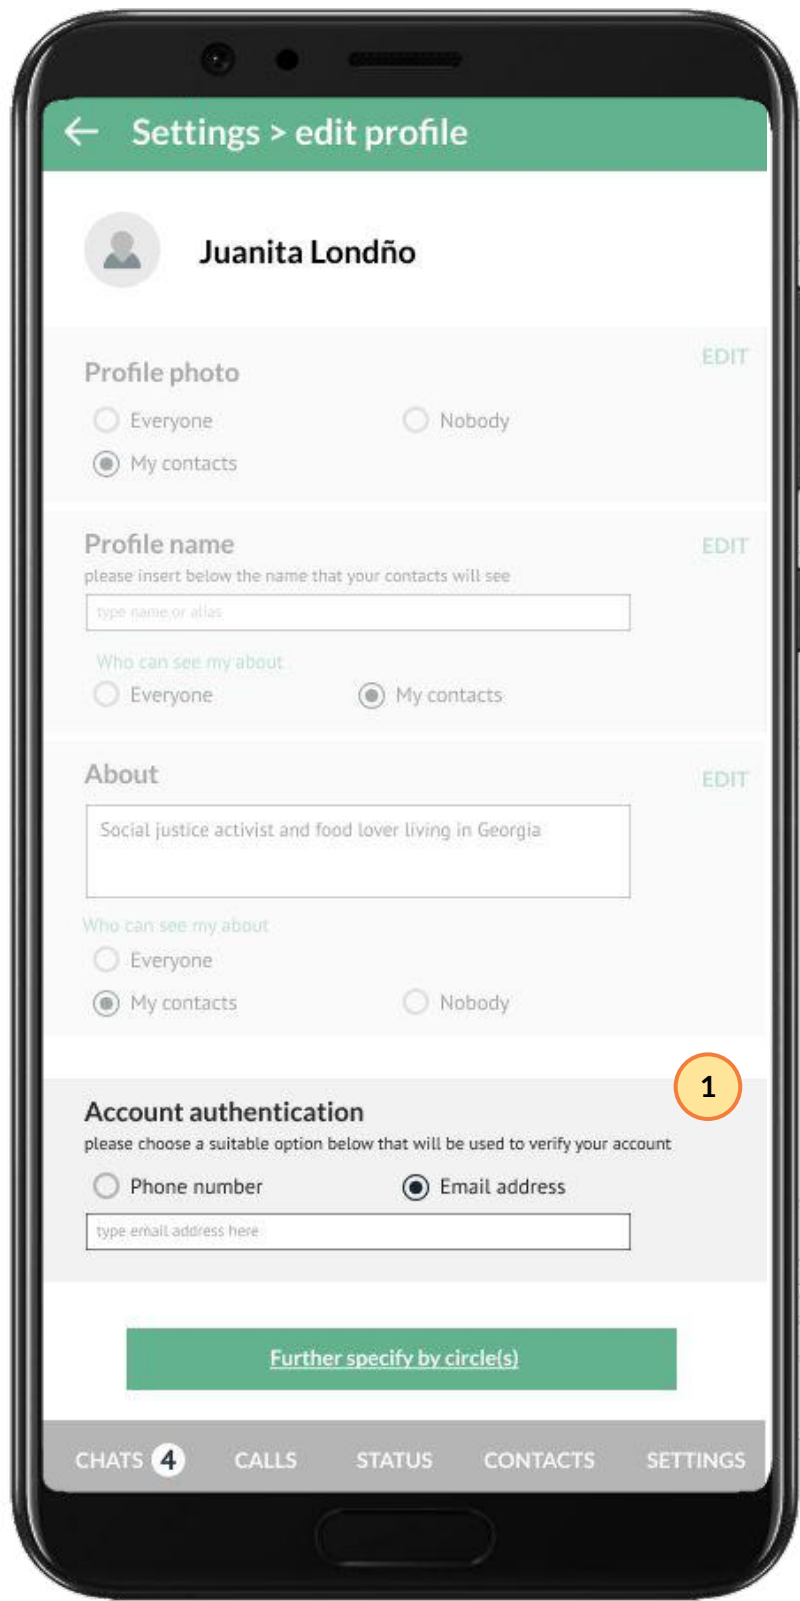 Settings > edit profile
Juanita Londño
EDIT
Profile photo
Everyone
Nobody
My contacts
Profile name
EDIT
please insert below the name that your contacts will see
type name or alias
Who can see my about
Everyone
My contacts
About
EDIT
Social justice activist and food lover living in Georgia
Who can see my about
Everyone
My contacts
Nobody
1
Account authentication
please choose a suitable option below that will be used to verify your account
Phone number
Email address
type email address here
Further specify by circle(s)
CHATS 4 CALLS STATUS CONTACTS SETTINGS